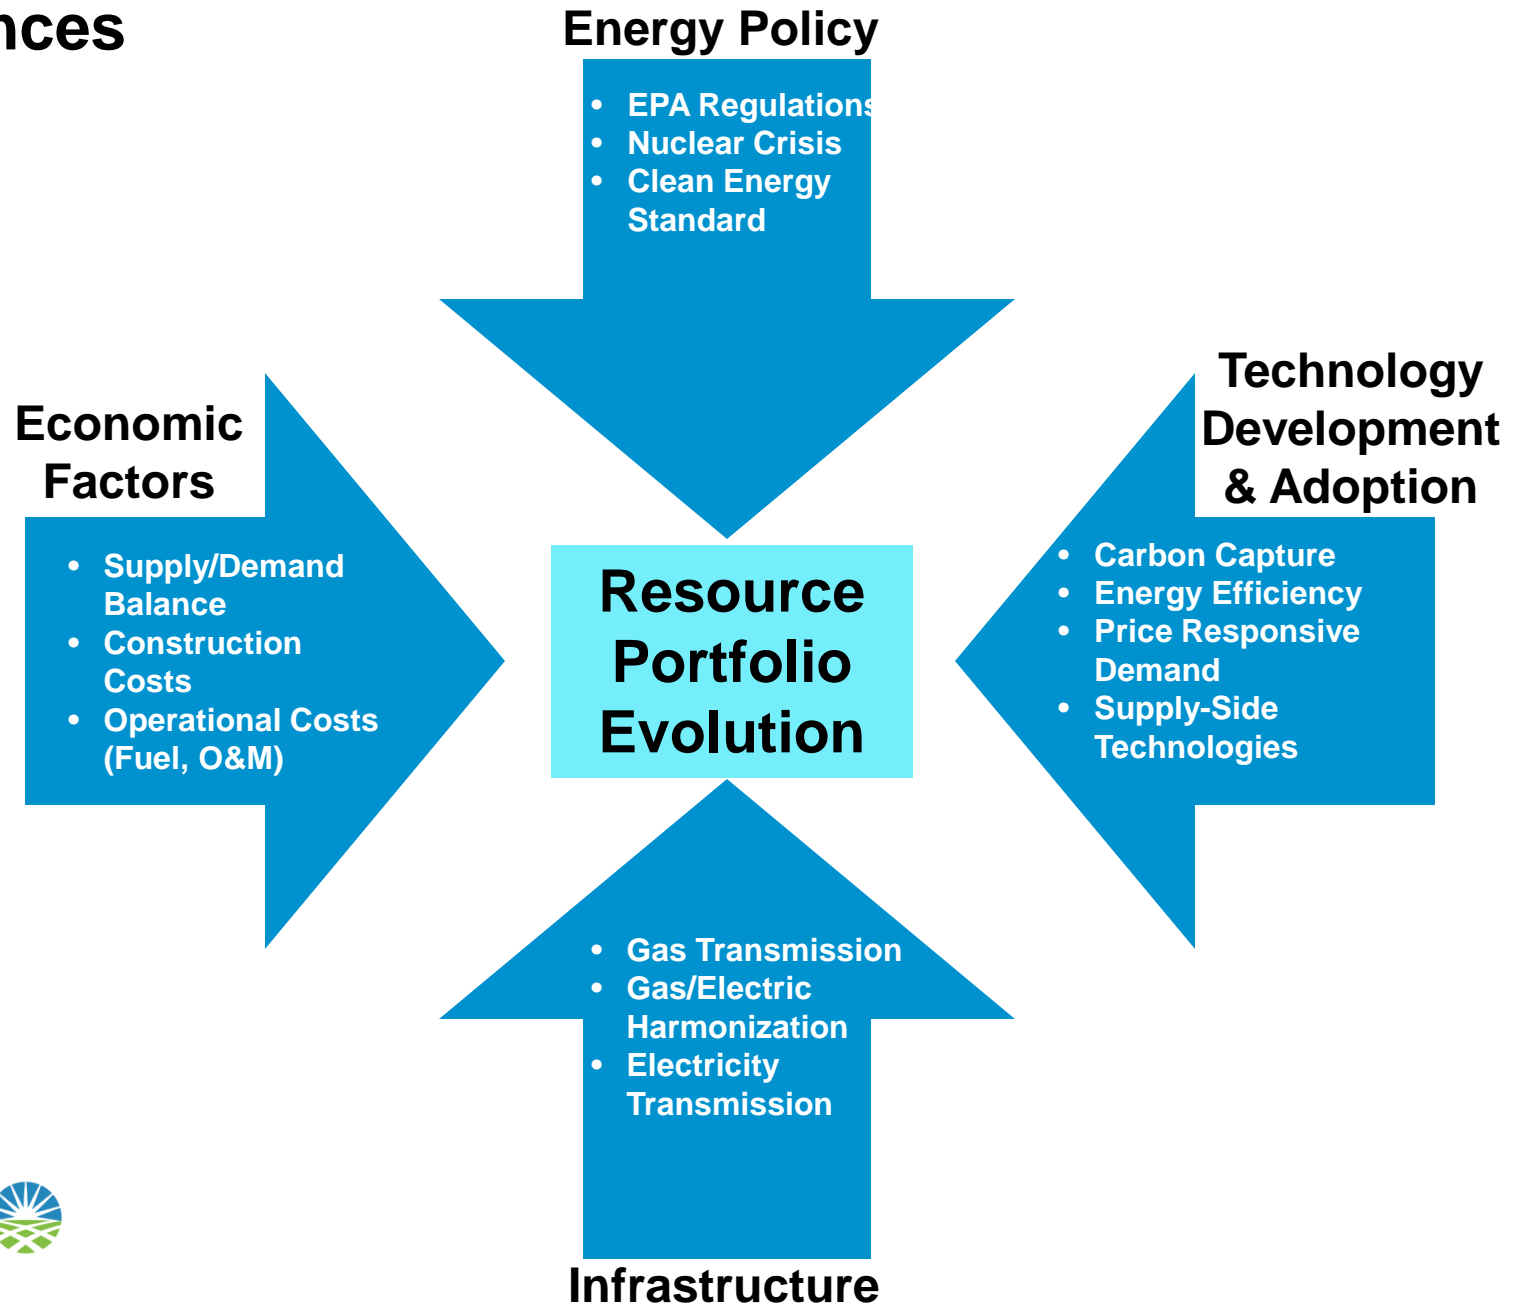 Energy Policy
• EPA Regulations
• Nuclear Crisis
• Clean Energy
Standard
Economic
Factors
• Supply/Demand
Balance
• Construction
Costs
• Operational Costs
(Fuel, O&M)
Resource
Portfolio
Evolution
Technology
Development
& Adoption
• Carbon Capture
• Energy Efficiency
• Price Responsive
Demand
• Supply-Side
Technologies
• Gas Transmission
• Gas/Electric
Harmonization
• Electricity
Transmission
Infrastructure